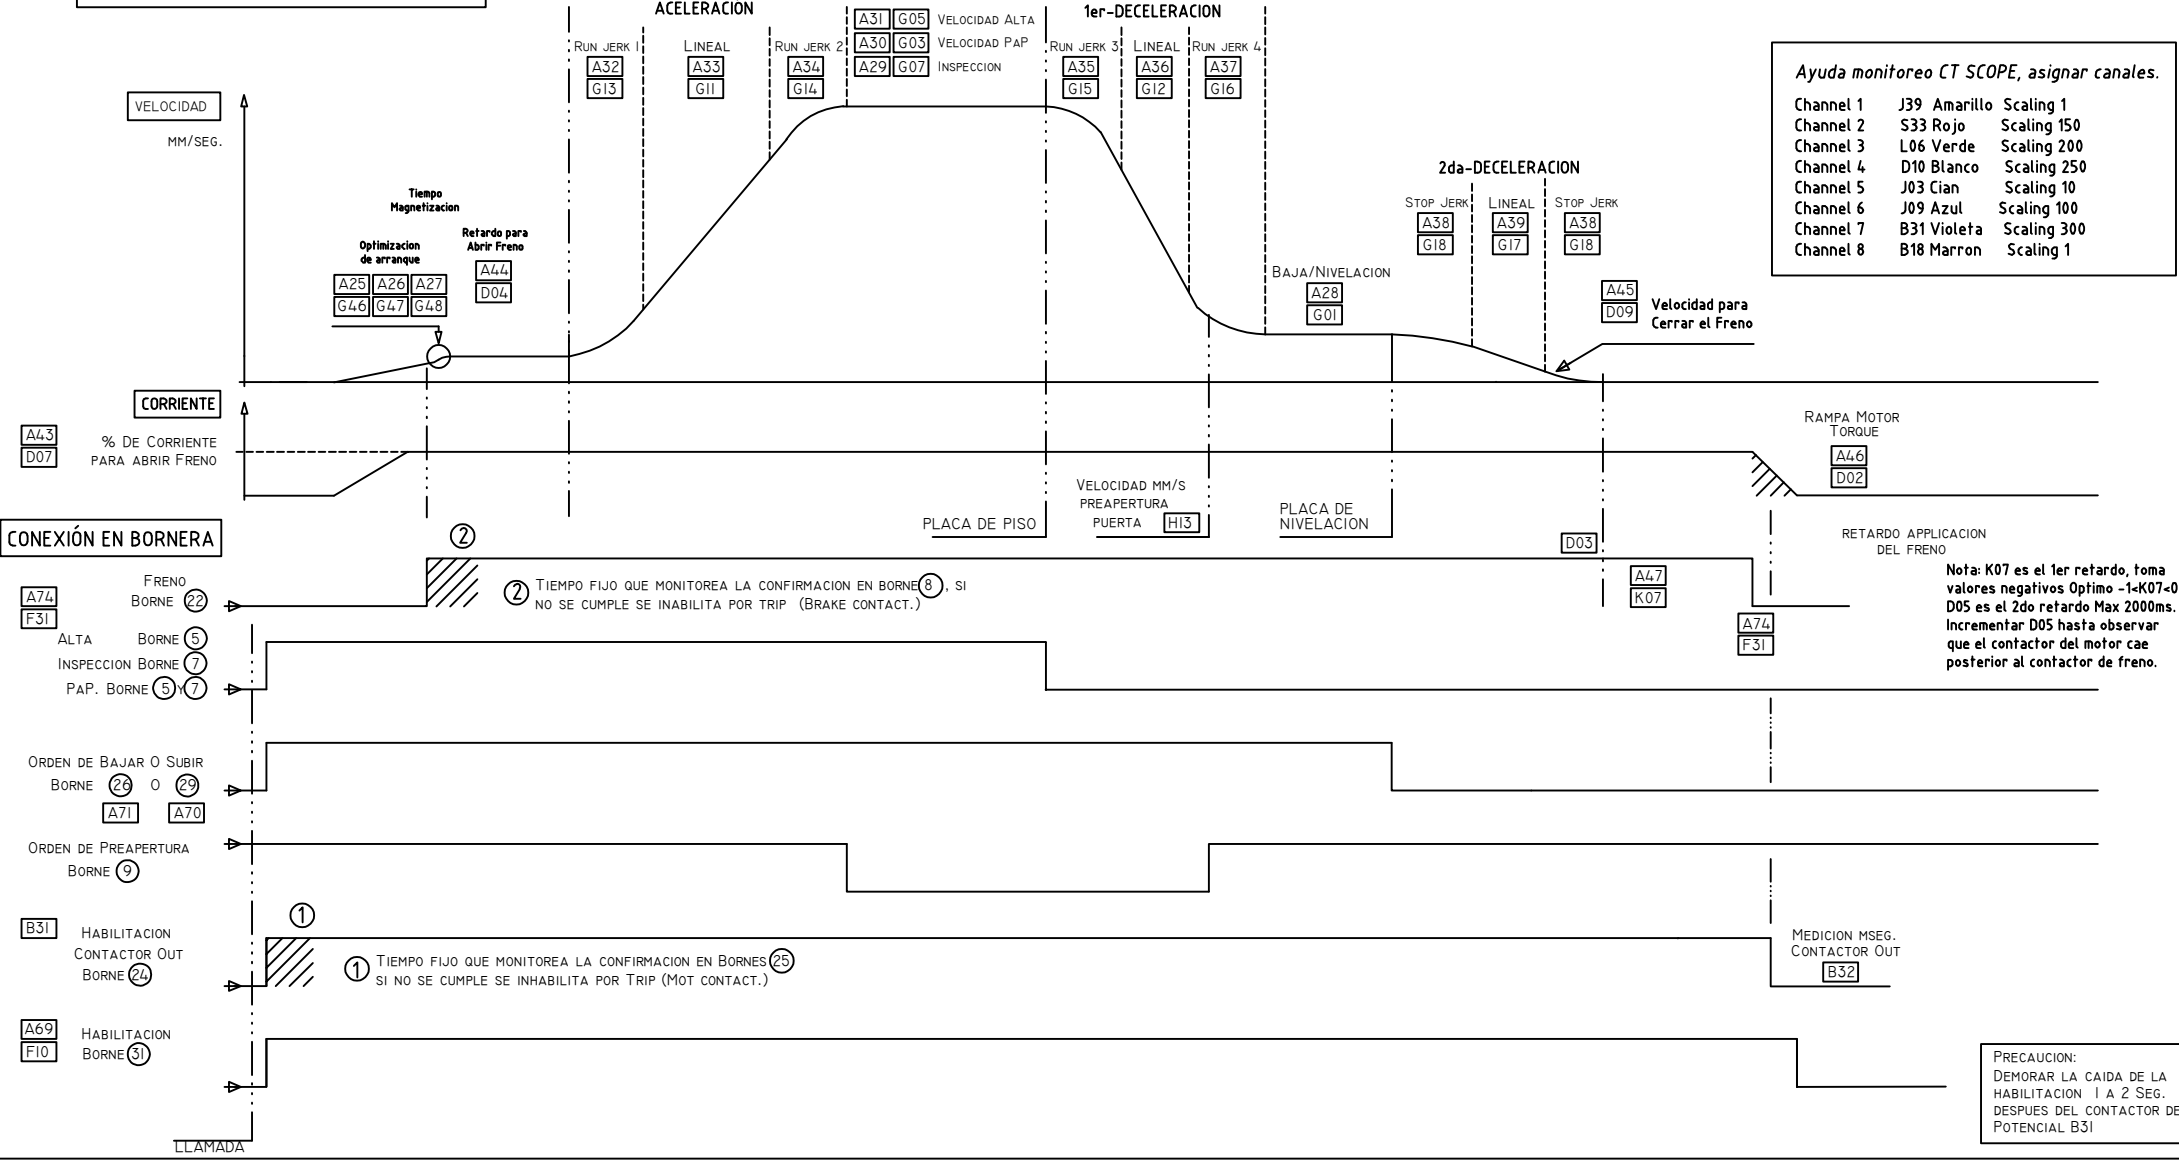 ACELERACIÓN
RUN JERK 1
A32
G13
LINEAL
A33
G11
RUN JERK 2
A34
G14
A31 G05 VELOCIDAD ALTA
A30 G03 VELOCIDAD PAP
A29 G07 INSPECCION
1er-DECELERACION
RUN JERK 3
A35
G15
LINEAL
A36
G12
RUN JERK 4
A37
G16
Ayuda monitoreo CT SCOPE, asignar canales.
Channel 1 J39 Amarillo Scaling 1
Channel 2 S33 Rojo Scaling 150
Channel 3 L06 Verde Scaling 200
Channel 4 D10 Blanco Scaling 250
Channel 5 J03 Cian Scaling 10
Channel 6 J09 Azul Scaling 100
Channel 7 B31 Violeta Scaling 300
Channel 8 B18 Marron Scaling 1
VELOCIDAD
MM/SEG.
Tiempo
Magnetizacion
Optimizacion
de arranque
A25 A26 A27
G46 G47 G48
Retardo para
Abrir Freno
A44
D04
2da-DECELERACION
STOP JERK
A38
G18
LINEAL
A39
G17
STOP JERK
A38
G18
BAJA/NIVELACION
A28
G01
A45
D09
Velocidad para
Cerrar el Freno
CORRIENTE
A43
D07
% DE CORRIENTE
PARA ABRIR FRENO
RAMPA MOTOR
TORQUE
A46
D02
PLACA DE PISO
VELOCIDAD MM/S
PREAPERTURA
PUERTA H13
PLACA DE
NIVELACION
CONEXIÓN EN BORNERA
2
D03
RETARDO APPLICACION
DEL FRENO
A74
F31
FRENO
BORNE 22
2 TIEMPO FIJO QUE MONITOREA LA CONFIRMACION EN BORNE 8, SI
NO SE CUMPLE SE INABILITA POR TRIP (BRAKE CONTACT.)
A47
K07
Nota: K07 es el 1er retardo, toma
valores negativos Optimo -1<K07<0
D05 es el 2do retardo Max 2000ms.
Incrementar D05 hasta observar
que el contactor del motor cae
posterior al contactor de freno.
A74
F31
ALTA BORNE 5
INSPECCION BORNE 7
PAP. BORNE 5 Y 7
ORDEN DE BAJAR O SUBIR
BORNE 26 O 29
A71 A70
ORDEN DE PREAPERTURA
BORNE 9
1
B31
HABILITACION
CONTACTOR OUT
BORNE 24
1 TIEMPO FIJO QUE MONITOREA LA CONFIRMACION EN BORNES 25
SI NO SE CUMPLE SE INHABILITA POR TRIP (MOT CONTACT.)
MEDICION MSEG.
CONTACTOR OUT
B32
A69
F10
HABILITACION
BORNE 31
PRECAUCION:
DEMORAR LA CAIDA DE LA
HABILITACION 1 A 2 SEG.
DESPUES DEL CONTACTOR DE
POTENCIAL B31
LLAMADA